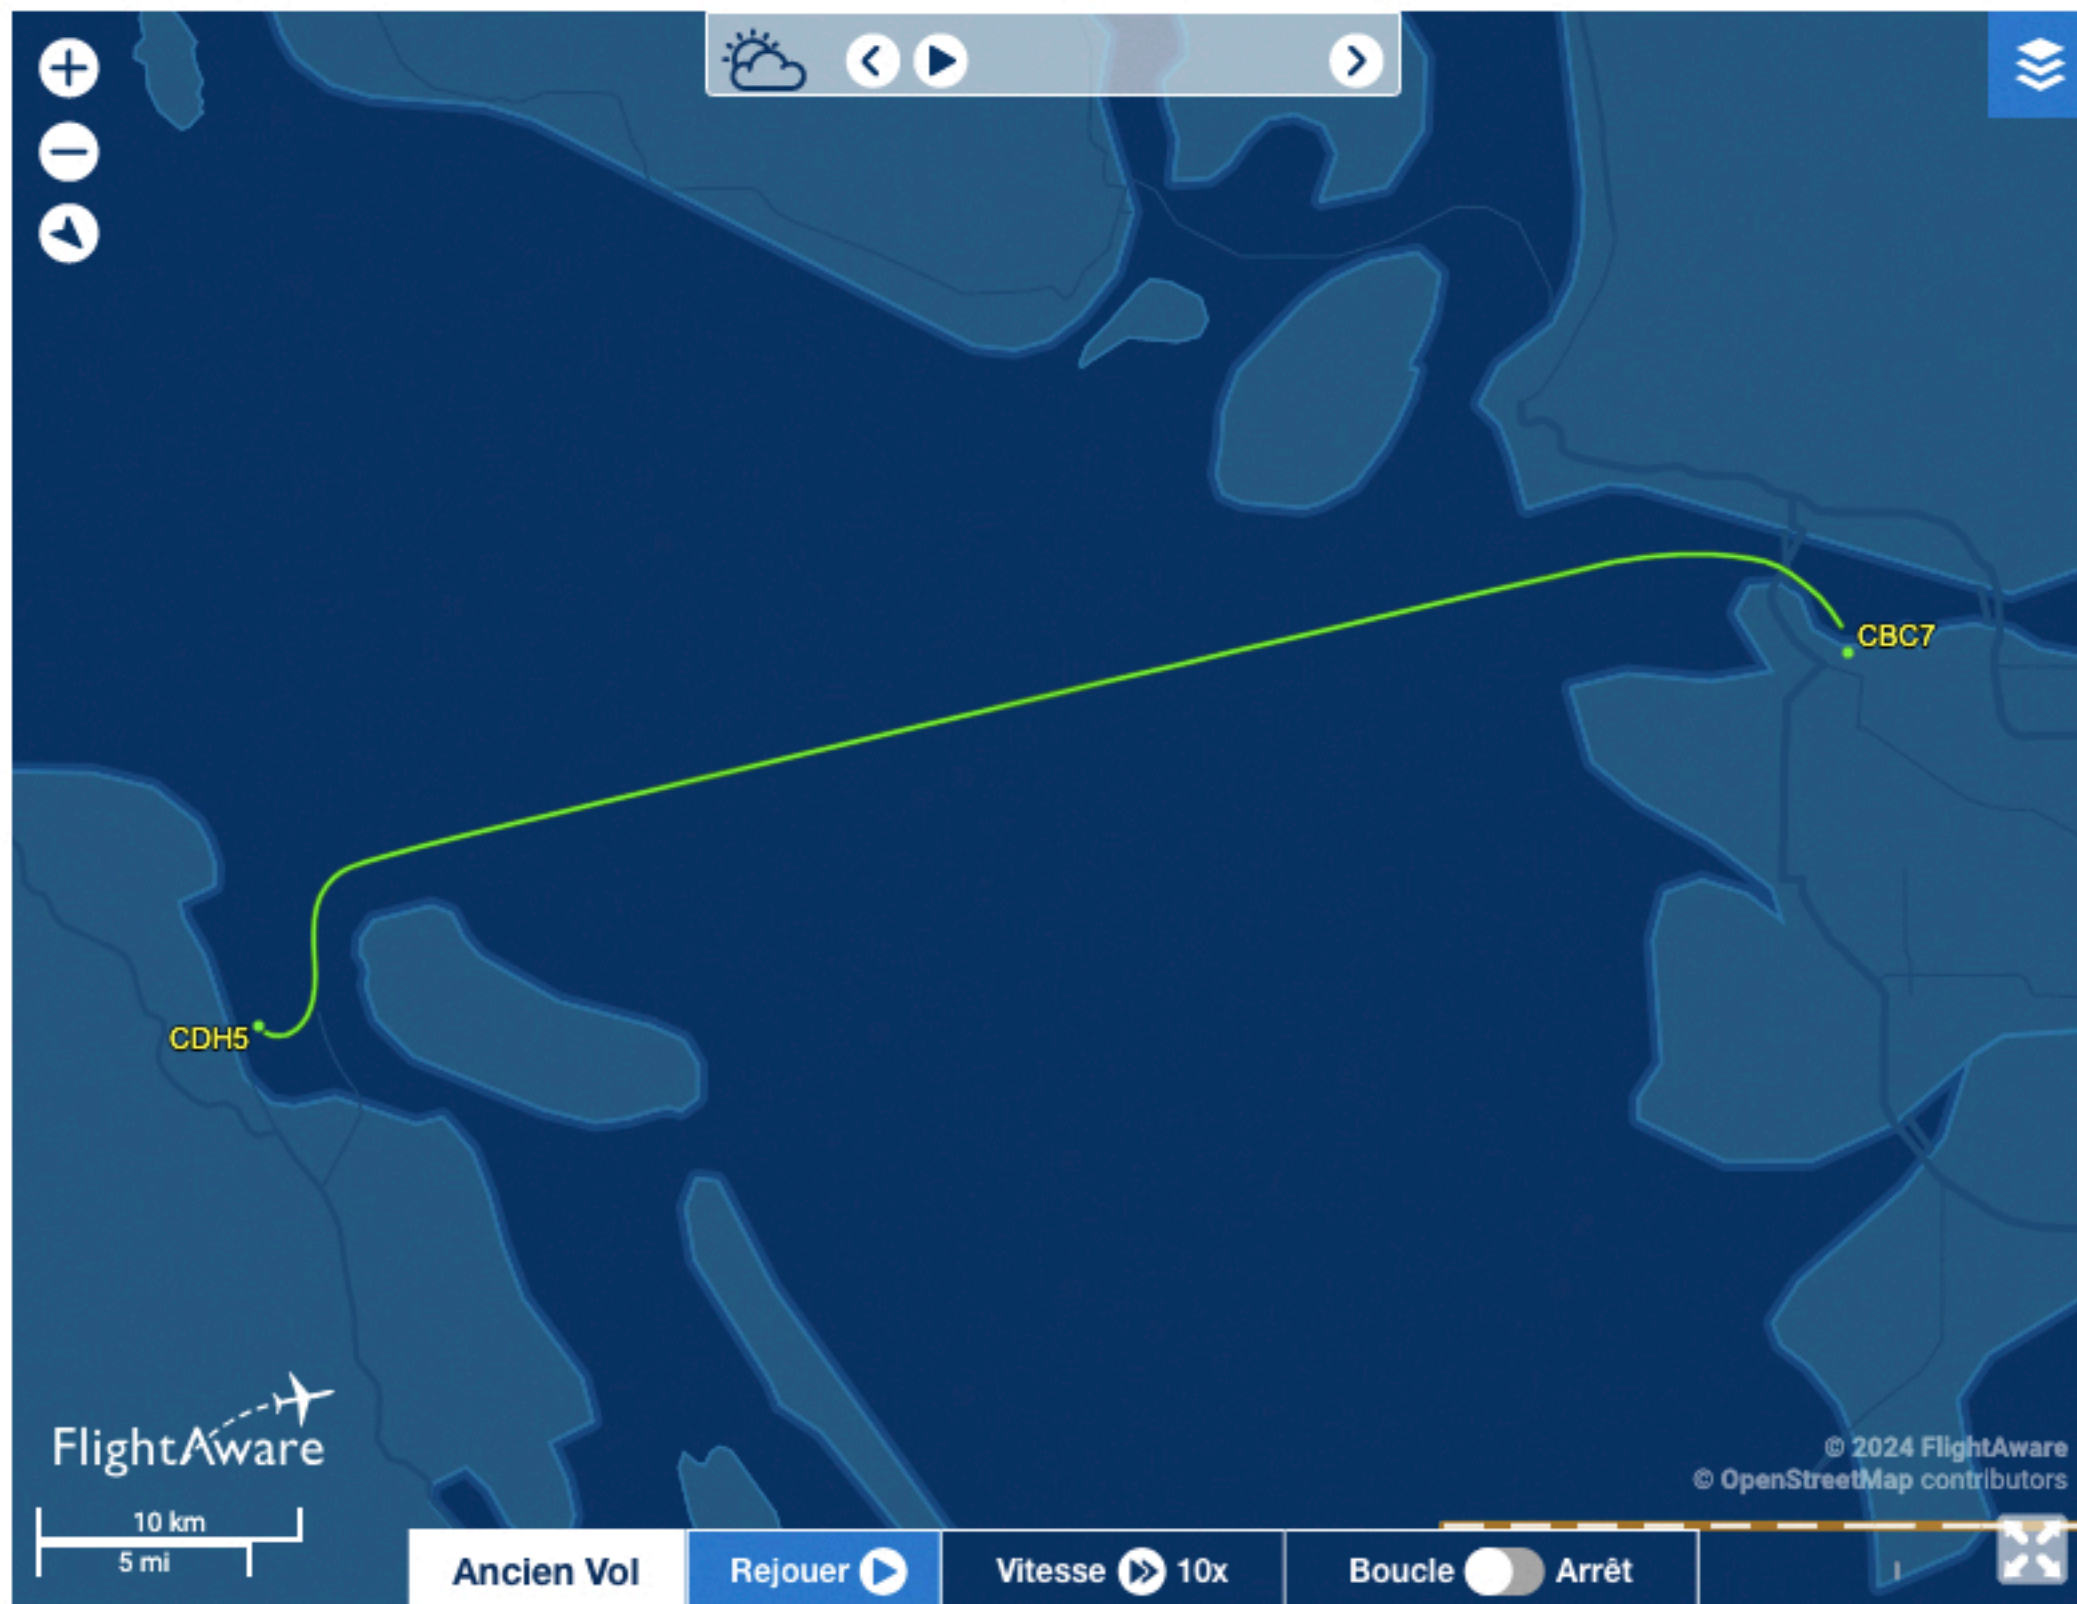 CBC7
CDH5
FlightAware
© 2024 FlightAware
© OpenStreetMap contributors
10 km
5 mi
Ancien Vol
Rejouer
Vitesse 10x
Boucle Arrêt